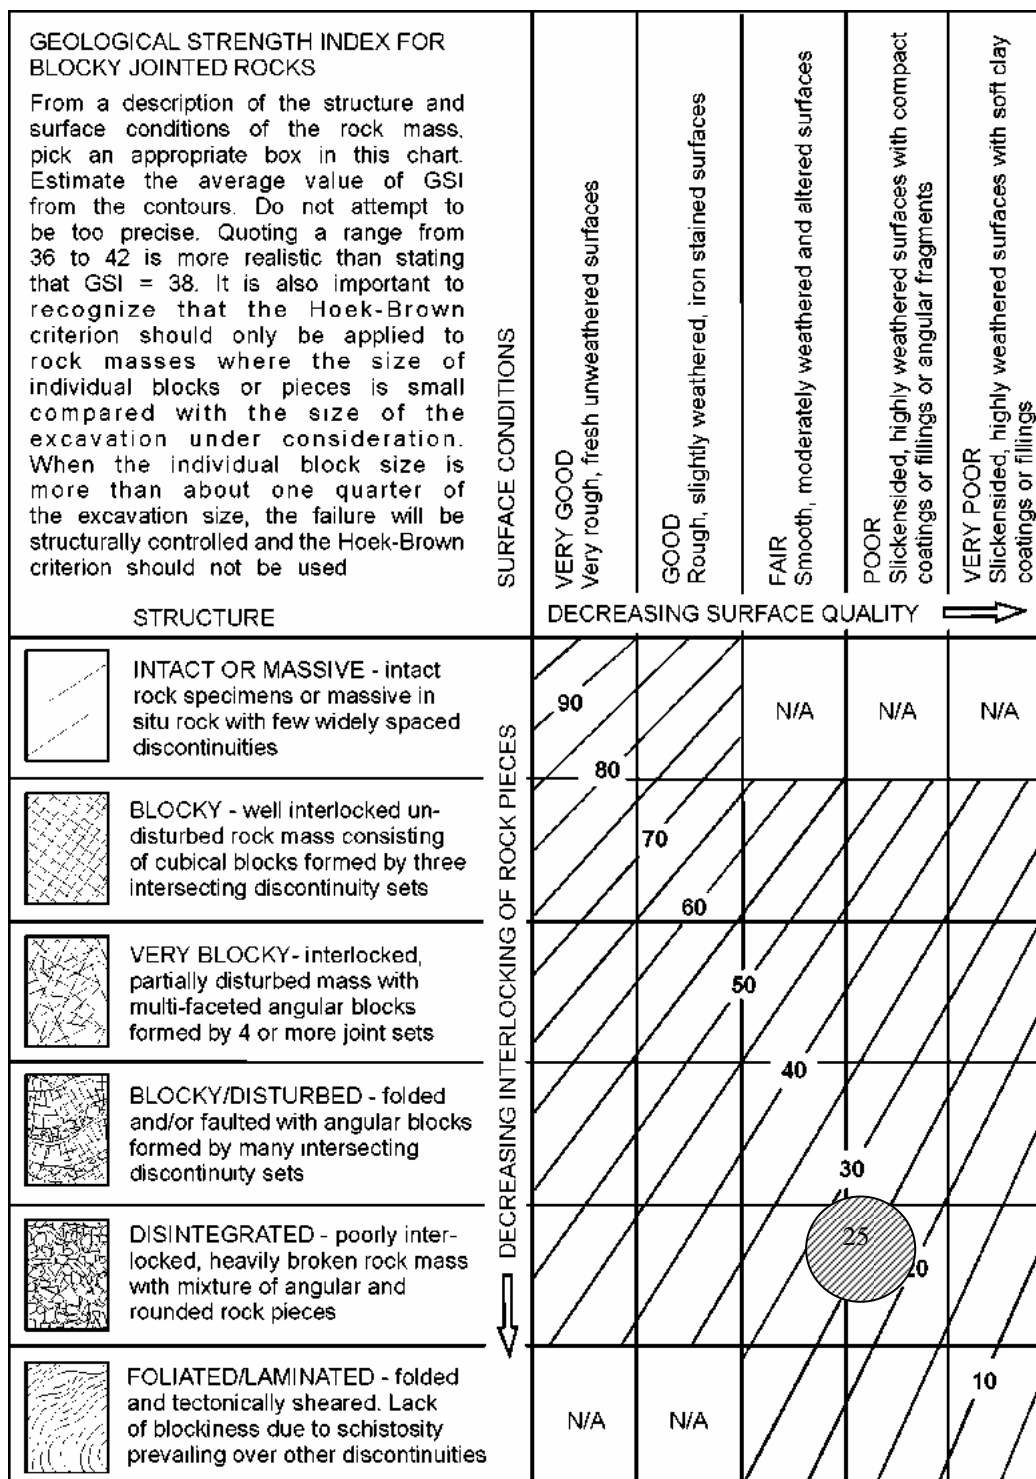 GEOLOGICAL STRENGTH INDEX FOR
BLOCKY JOINTED ROCKS
From a description of the structure and
surface conditions of the rock mass,
pick an appropriate box in this chart.
Estimate the average value of GSI
from the contours. Do not attempt to
be too precise. Quoting a range from
36 to 42 is more realistic than stating
that GSI = 38. It is also important to
recognize that the Hoek-Brown
criterion should only be applied to
rock masses where the size of
individual blocks or pieces is small
compared with the size of the
excavation under consideration.
When the individual block size is
more than about one quarter of
the excavation size, the failure will be
structurally controlled and the Hoek-Brown
criterion should not be used
STRUCTURE
SURFACE CONDITIONS
VERY GOOD
Very rough, fresh unweathered surfaces
GOOD
Rough, slightly weathered, iron stained surfaces
FAIR
Smooth, moderately weathered and altered surfaces
POOR
Slickensided, highly weathered surfaces with compact
coatings or fillings or angular fragments
VERY POOR
Slickensided, highly weathered surfaces with soft clay
coatings or fillings
DECREASING SURFACE QUALITY
DECREASING INTERLOCKING OF ROCK PIECES
INTACT OR MASSIVE - intact
rock specimens or massive in
situ rock with few widely spaced
discontinuities
90
80
N/A
N/A
N/A
BLOCKY - well interlocked un-
disturbed rock mass consisting
of cubical blocks formed by three
intersecting discontinuity sets
70
60
VERY BLOCKY- interlocked,
partially disturbed mass with
multi-faceted angular blocks
formed by 4 or more joint sets
50
BLOCKY/DISTURBED - folded
and/or faulted with angular blocks
formed by many intersecting
discontinuity sets
40
30
DISINTEGRATED - poorly inter-
locked, heavily broken rock mass
with mixture of angular and
rounded rock pieces
25
20
FOLIATED/LAMINATED - folded
and tectonically sheared. Lack
of blockiness due to schistosity
prevailing over other discontinuities
N/A
N/A
10